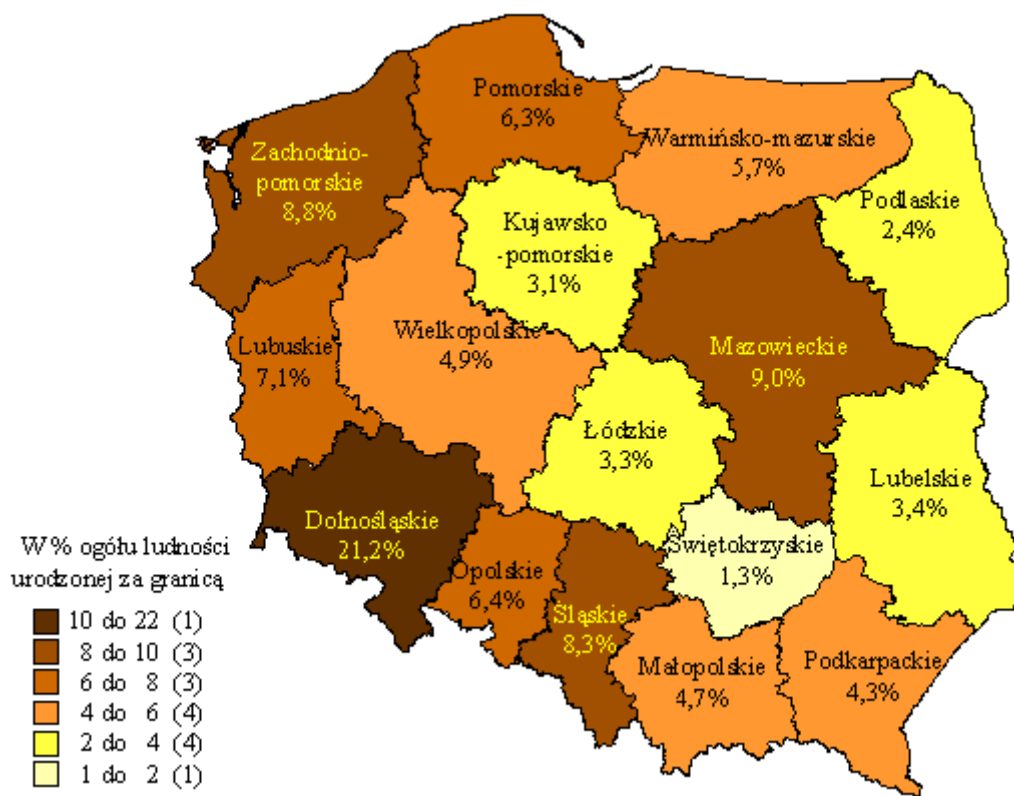 Pomorskie
6,3%
Warmińsko-mazurskie
5,7%
Zachodnio-
pomorskie
8,8%
Podlaskie
2,4%
Kujawsko
-pomorskie
3,1%
Wielkopolskie
4,9%
Lubuskie
7,1%
Mazowieckie
9,0%
Łódzkie
3,3%
Lubelskie
3,4%
Dolnośląskie
21,2%
Świętokrzyskie
1,3%
Opolskie
6,4%
Śląskie
8,3%
Małopolskie
4,7%
Podkarpackie
4,3%
W % ogółu ludności
urodzonej za granicą
10 do 22 (1)
8 do 10 (3)
6 do 8 (3)
4 do 6 (4)
2 do 4 (4)
1 do 2 (1)